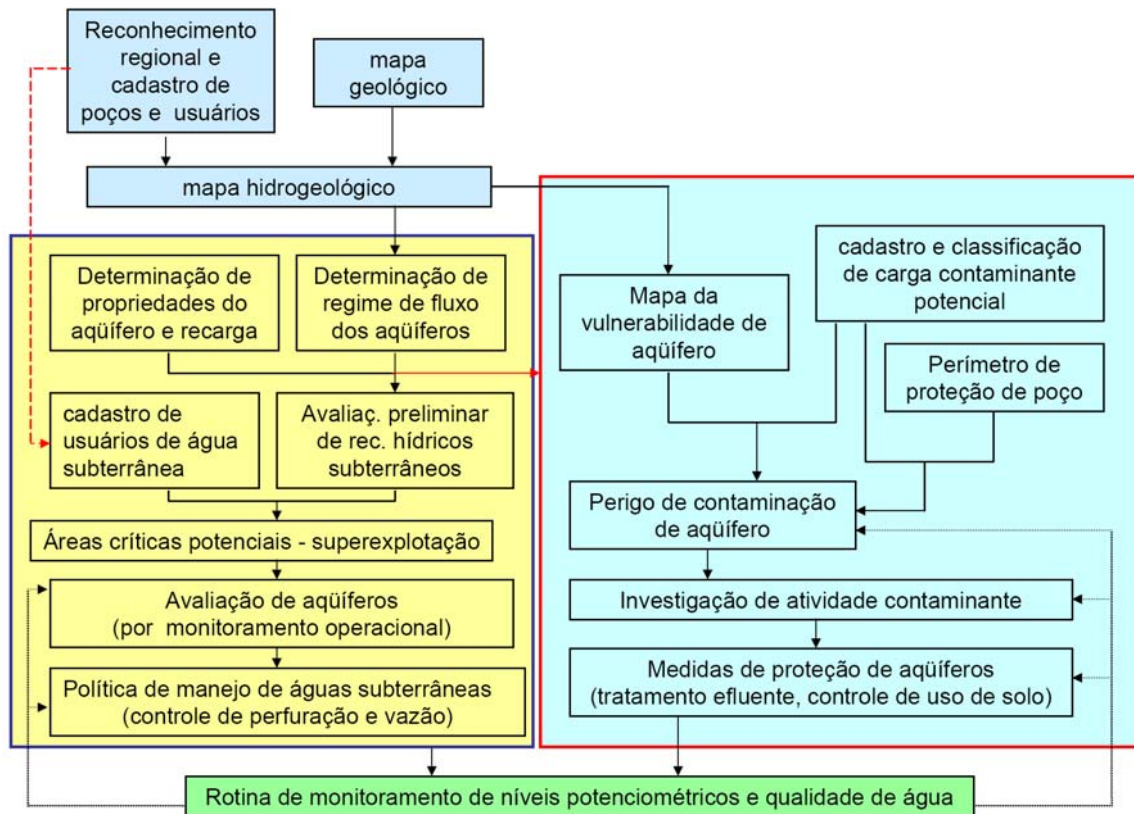 Reconhecimento
regional e
cadastro de
poços e usuários
mapa
geológico
mapa hidrogeológico
Determinação de
propriedades do
aqüífero e recarga
Determinação de
regime de fluxo
dos aqüíferos
cadastro de
usuários de água
subterrânea
Avaliaç. preliminar
de rec. hídricos
subterrâneos
Áreas críticas potenciais - superexplotação
Avaliação de aqüíferos
(por monitoramento operacional)
Política de manejo de águas subterrâneas
(controle de perfuração e vazão)
Mapa da
vulnerabilidade de
aqüífero
cadastro e classificação
de carga contaminante
potencial
Perímetro de
proteção de poço
Perigo de contaminação
de aqüífero
Investigação de atividade contaminante
Medidas de proteção de aqüíferos
(tratamento efluente, controle de uso de solo)
Rotina de monitoramento de níveis potenciométricos e qualidade de água